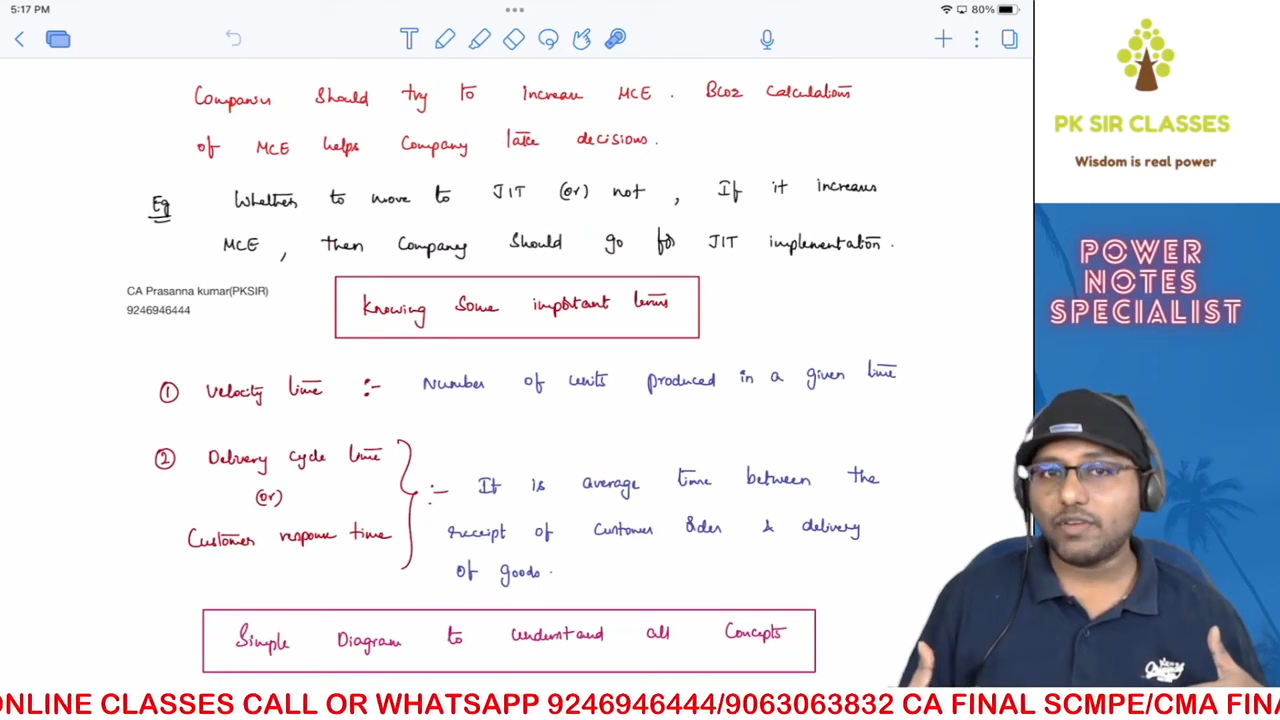 5:17 PM
80%
Companies Should try to Increase MCE. Bcoz Calculations
of MCE helps Company take decisions.
Eg Whether to move to JIT (or) not, If it increases
MCE, then Company Should go for JIT implementation.
CA Prasanna kumar(PKSIR)
9246946444
Knowing Some important terms
① Velocity time :- Number of units produced in a given time
② Delivery cycle time
(or)
Customer response time
:- It is average time between the
receipt of customer order & delivery
of goods.
Simple Diagram to understand all Concepts
PK SIR CLASSES
Wisdom is real power
POWER
NOTES
SPECIALIST
ONLINE CLASSES CALL OR WHATSAPP 9246946444/9063063832 CA FINAL SCMPE/CMA FINA